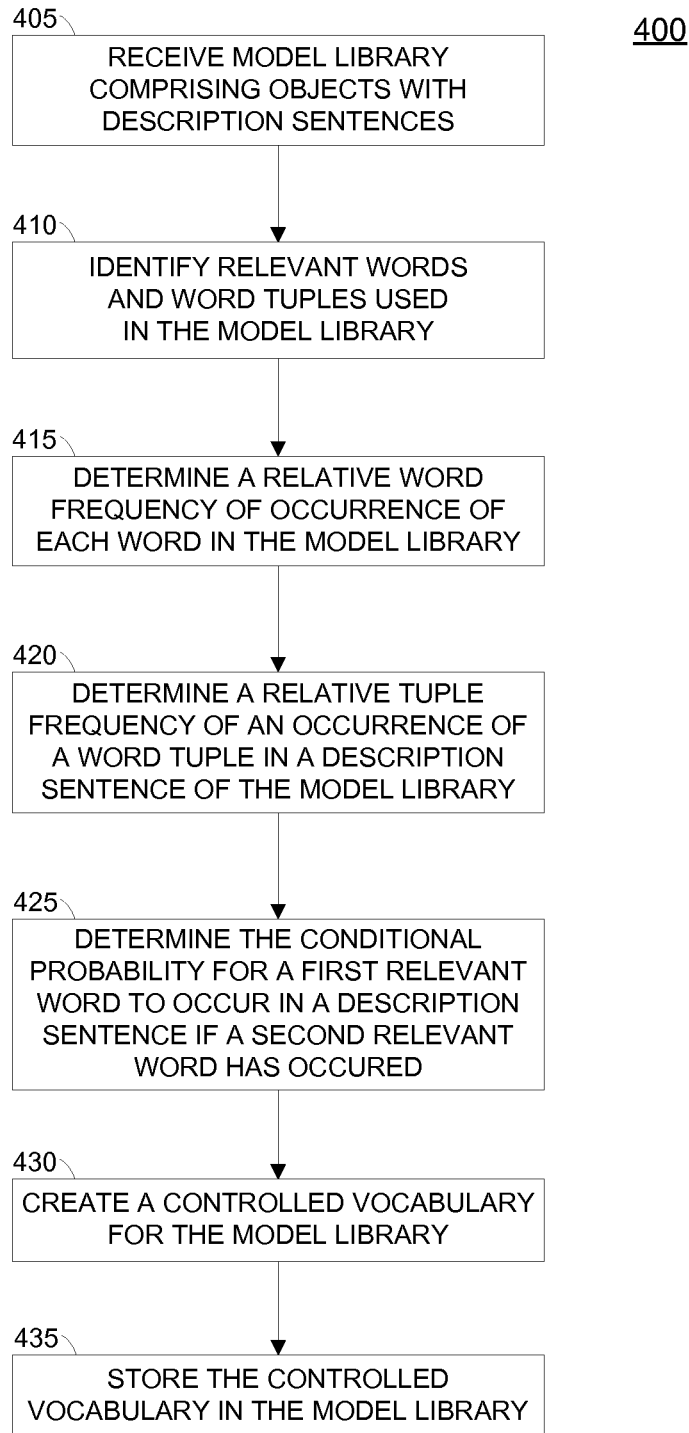 400
405
RECEIVE MODEL LIBRARY
COMPRISING OBJECTS WITH
DESCRIPTION SENTENCES
410
IDENTIFY RELEVANT WORDS
AND WORD TUPLES USED
IN THE MODEL LIBRARY
415
DETERMINE A RELATIVE WORD
FREQUENCY OF OCCURRENCE OF
EACH WORD IN THE MODEL LIBRARY
420
DETERMINE A RELATIVE TUPLE
FREQUENCY OF AN OCCURRENCE OF
A WORD TUPLE IN A DESCRIPTION
SENTENCE OF THE MODEL LIBRARY
425
DETERMINE THE CONDITIONAL
PROBABILITY FOR A FIRST RELEVANT
WORD TO OCCUR IN A DESCRIPTION
SENTENCE IF A SECOND RELEVANT
WORD HAS OCCURED
430
CREATE A CONTROLLED VOCABULARY
FOR THE MODEL LIBRARY
435
STORE THE CONTROLLED
VOCABULARY IN THE MODEL LIBRARY